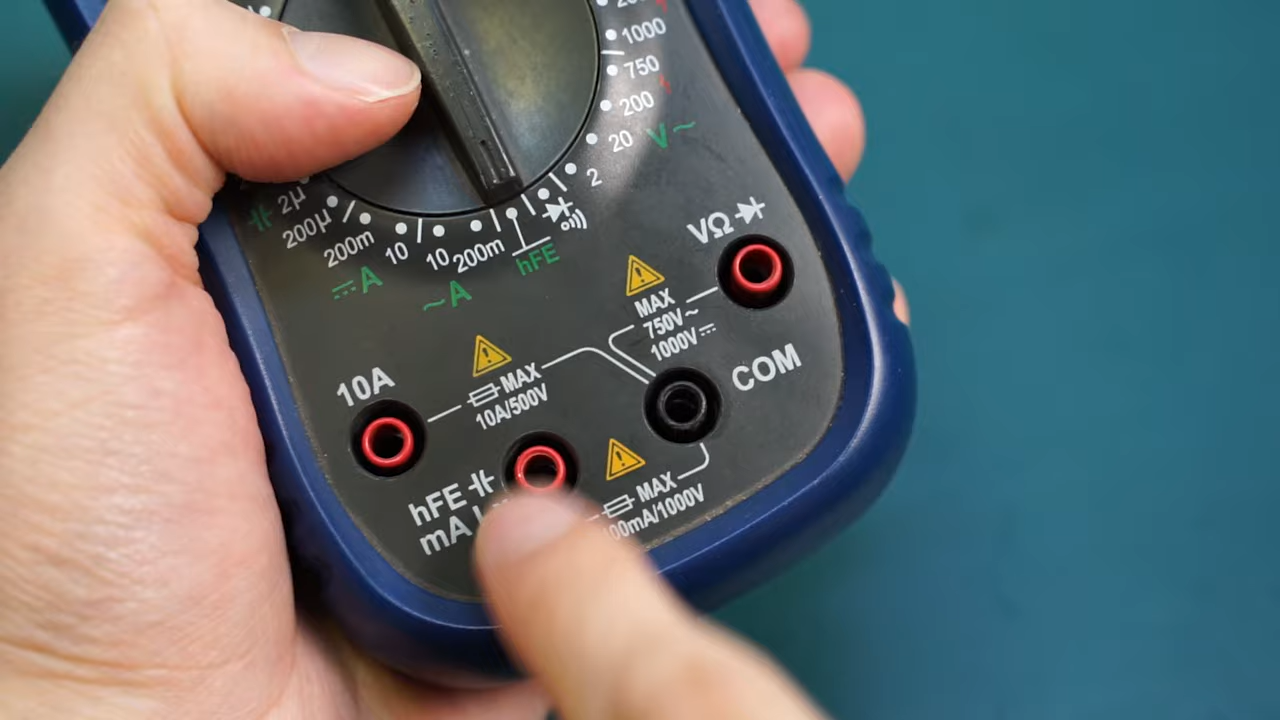 1000
750
200
20
V~
2
2µ
200µ
200m
10
10
200m
hFE
A
~A
VΩ
MAX
750V~
1000V
COM
10A
MAX
10A/500V
hFE
mA
MAX
00mA/1000V